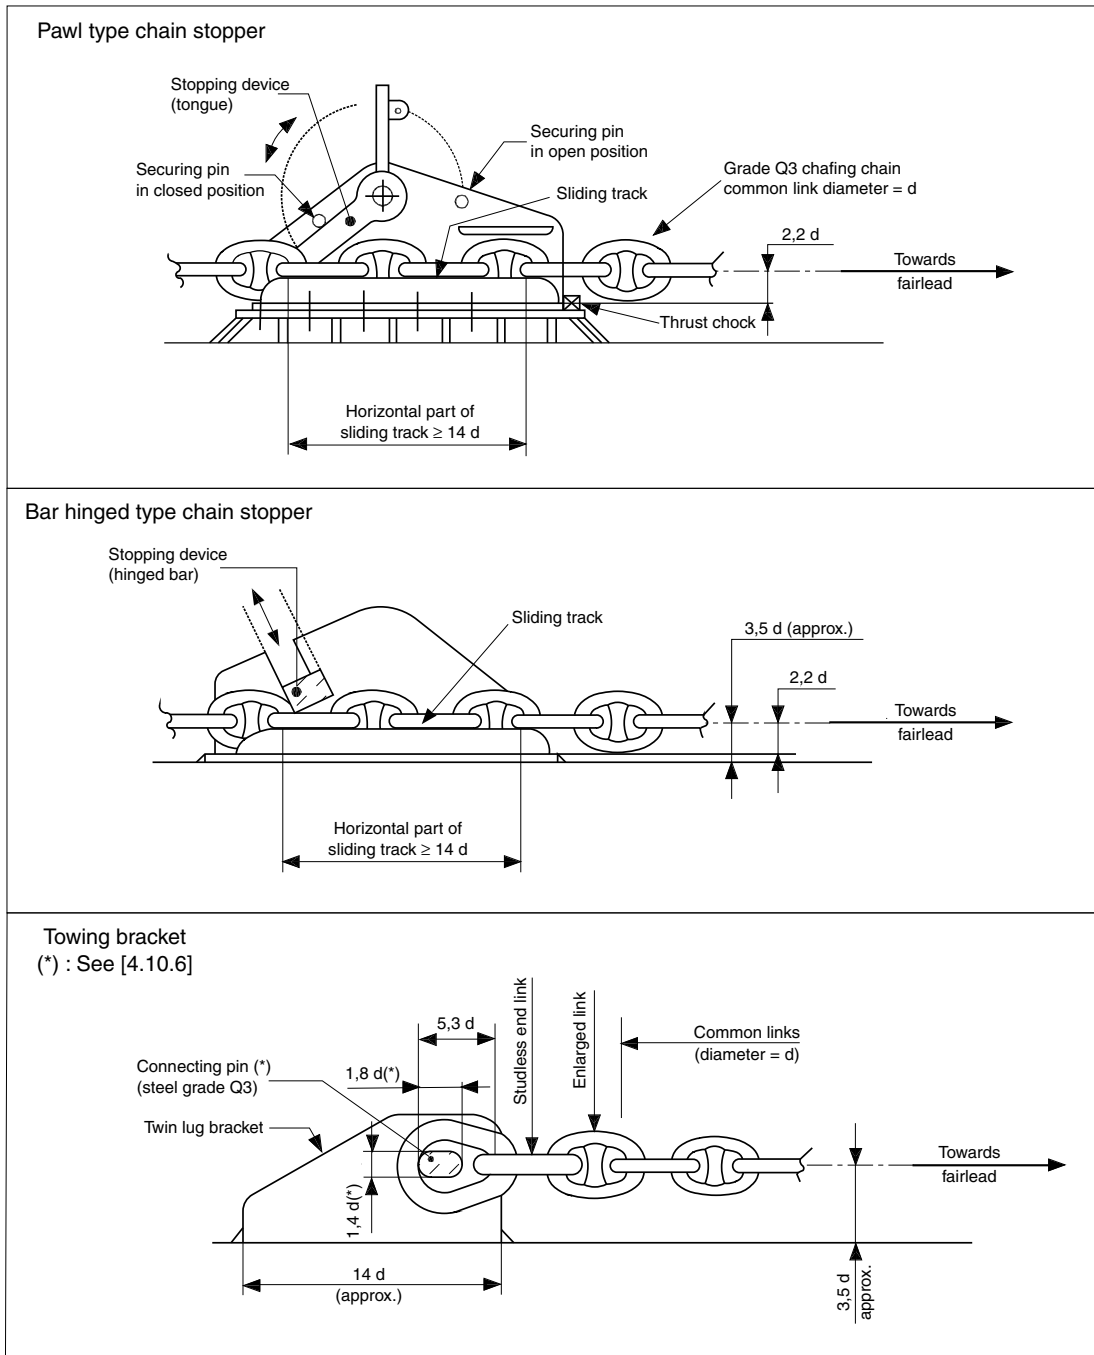 Pawl type chain stopper
Stopping device
(tongue)
Securing pin
in closed position
Securing pin
in open position
Sliding track
Grade Q3 chafing chain
common link diameter = d
2,2 d
Towards
fairlead
Thrust chock
Horizontal part of
sliding track ≥ 14 d
Bar hinged type chain stopper
Stopping device
(hinged bar)
Sliding track
3,5 d (approx.)
2,2 d
Towards
fairlead
Horizontal part of
sliding track ≥ 14 d
Towing bracket
(*) : See [4.10.6]
5,3 d
1,8 d(*)
Connecting pin (*)
(steel grade Q3)
Twin lug bracket
1,4 d(*)
Studless end link
Enlarged link
Common links
(diameter = d)
Towards
fairlead
14 d
(approx.)
3,5 d
approx.